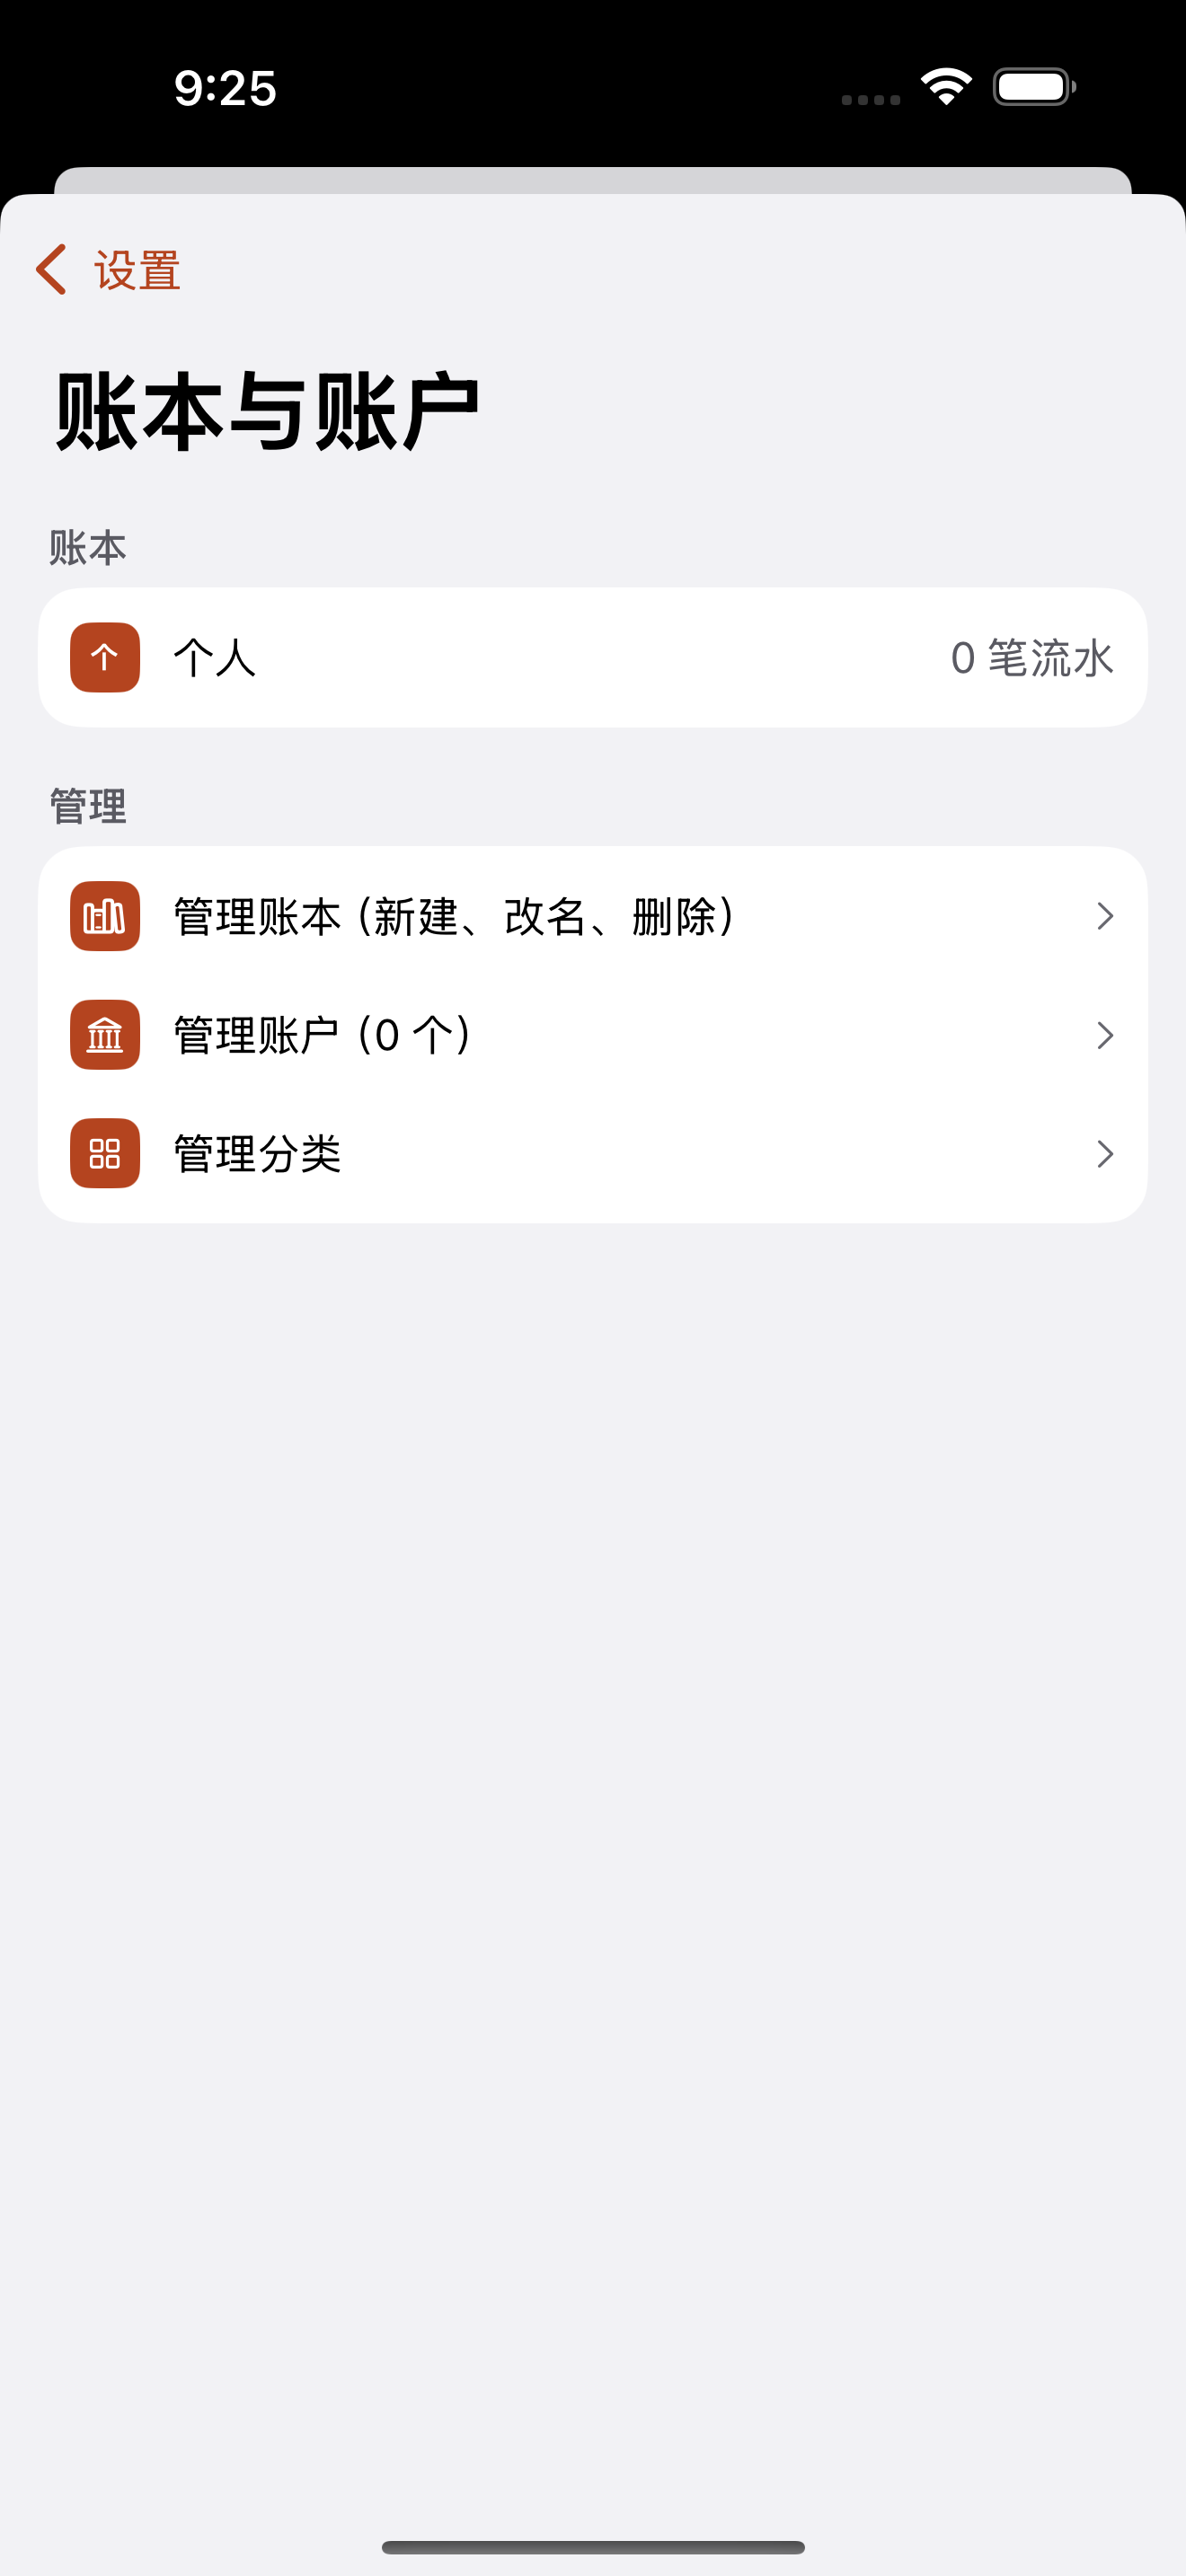 9:25
设置
账本与账户
账本
个
个人
0 笔流水
管理
管理账本 (新建、改名、删除)
管理账户 (0 个)
管理分类